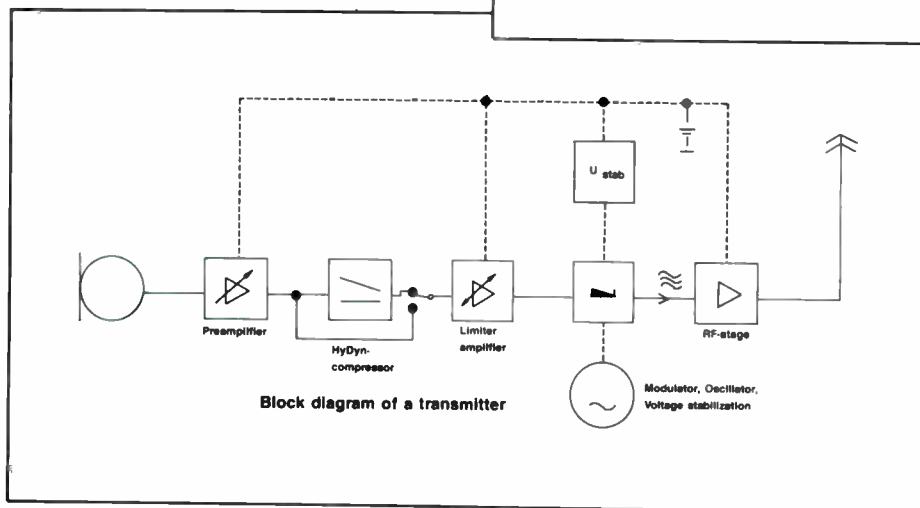 U stab
Preamplifier
HyDyn-
compressor
Limiter
amplifier
RF-stage
Modulator, Oscillator,
Voltage stabilization
Block diagram of a transmitter